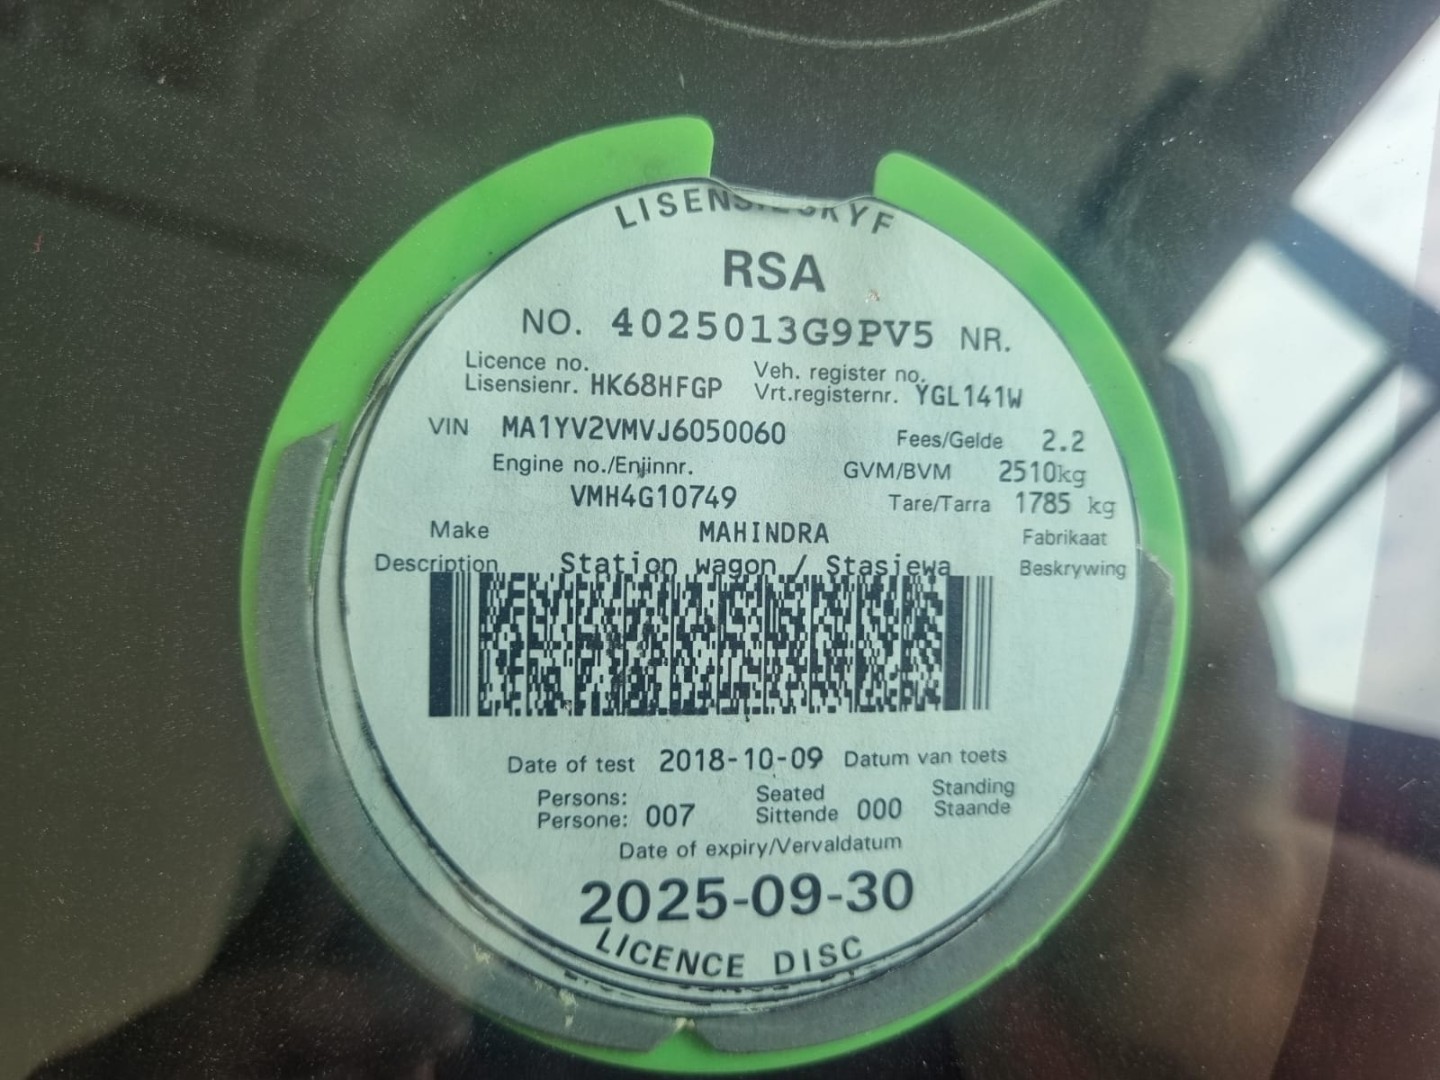 LISENSIESKYF
RSA
NO. 4025013G9PV5 NR.
Licence no. Veh. register no.
Lisensienr. HK68HFGP Vrt.registernr. YGL141W
VIN MA1YV2VMVJ6050060 Fees/Gelde 2.2
Engine no./Enjinnr. GVM/BVM 2510kg
VMH4G10749 Tare/Tarra 1785 kg
Make MAHINDRA Fabrikaat
Description Station wagon / Stasiewa Beskrywing
Date of test 2018-10-09 Datum van toets
Persons: Seated Standing
Persone: 007 Sittende 000 Staande
Date of expiry/Vervaldatum
2025-09-30
LICENCE DISC